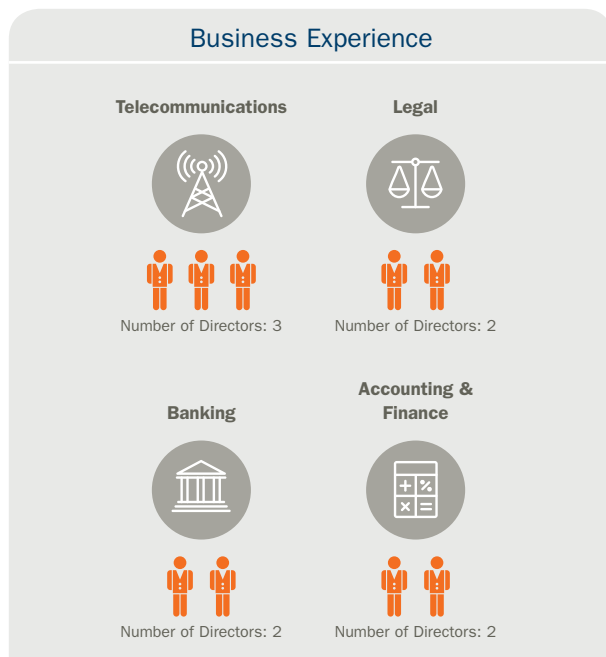 Business Experience
Telecommunications
Legal
Number of Directors: 3
Number of Directors: 2
Banking
Accounting &
Finance
Number of Directors: 2
Number of Directors: 2